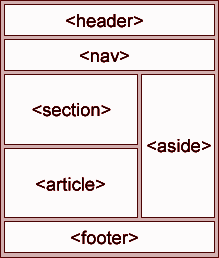 <header>
<nav>
<section>
<aside>
<article>
<footer>